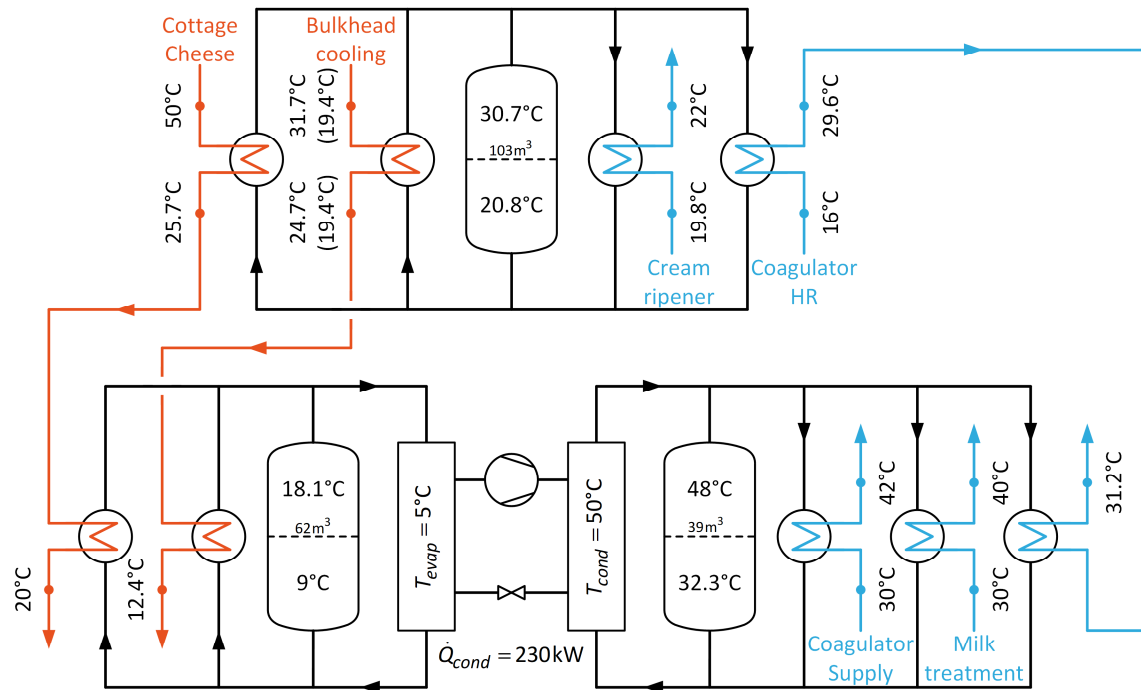 Cottage
Cheese
Bulkhead
cooling
50°C
31.7°C
(19.4°C)
30.7°C
103m³
20.8°C
22°C
29.6°C
25.7°C
24.7°C
(19.4°C)
19.8°C
16°C
Cream
ripener
Coagulator
HR
18.1°C
62m³
9°C
T_evap = 5°C
T_cond = 50°C
48°C
39m³
32.3°C
42°C
40°C
31.2°C
20°C
12.4°C
30°C
30°C
Q̇_cond = 230kW
Coagulator
Supply
Milk
treatment